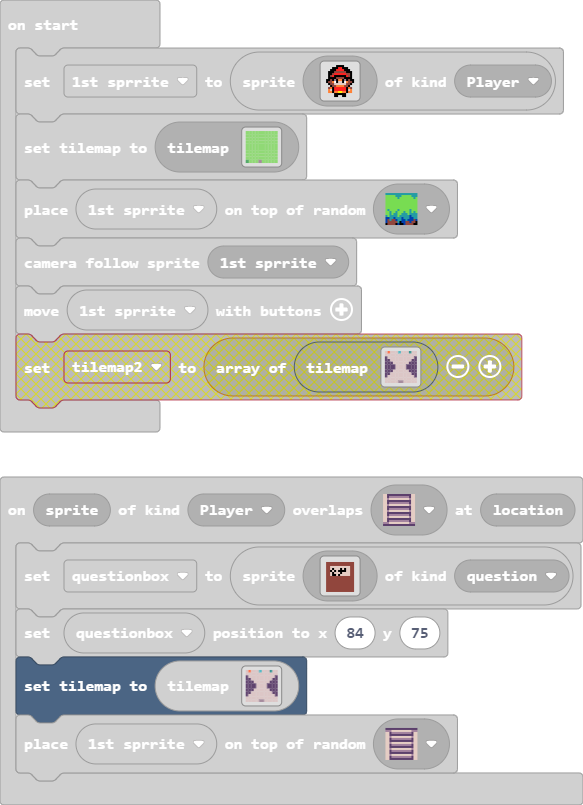 on start
set 1st sprrite to sprite of kind Player
set tilemap to tilemap
place 1st sprrite on top of random
camera follow sprite 1st sprrite
move 1st sprrite with buttons
set tilemap2 to array of tilemap
on sprite of kind Player overlaps at location
set questionbox to sprite of kind question
set questionbox position to x 84 y 75
set tilemap to tilemap
place 1st sprrite on top of random